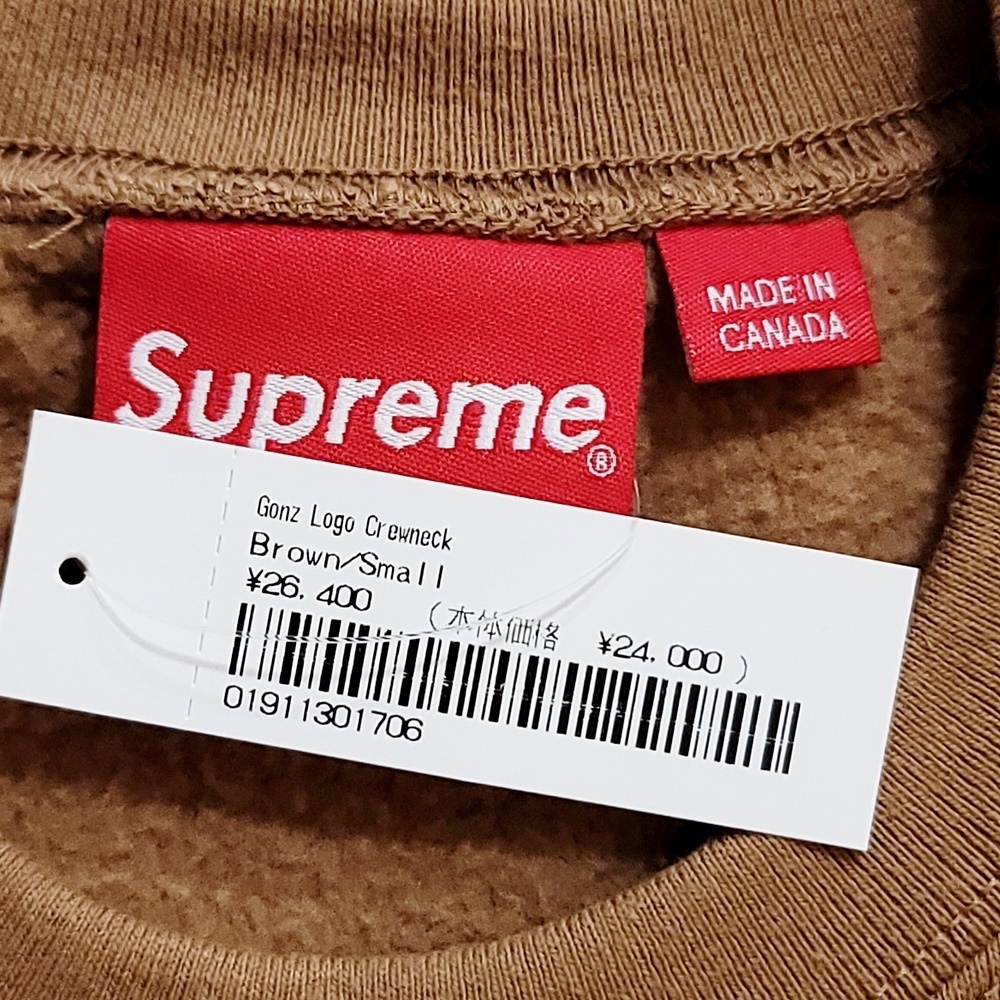 Supreme®
MADE IN
CANADA
Gonz Logo Crewneck
Brown/Small
¥26,400 (本体価格 ¥24,000)
01911301706